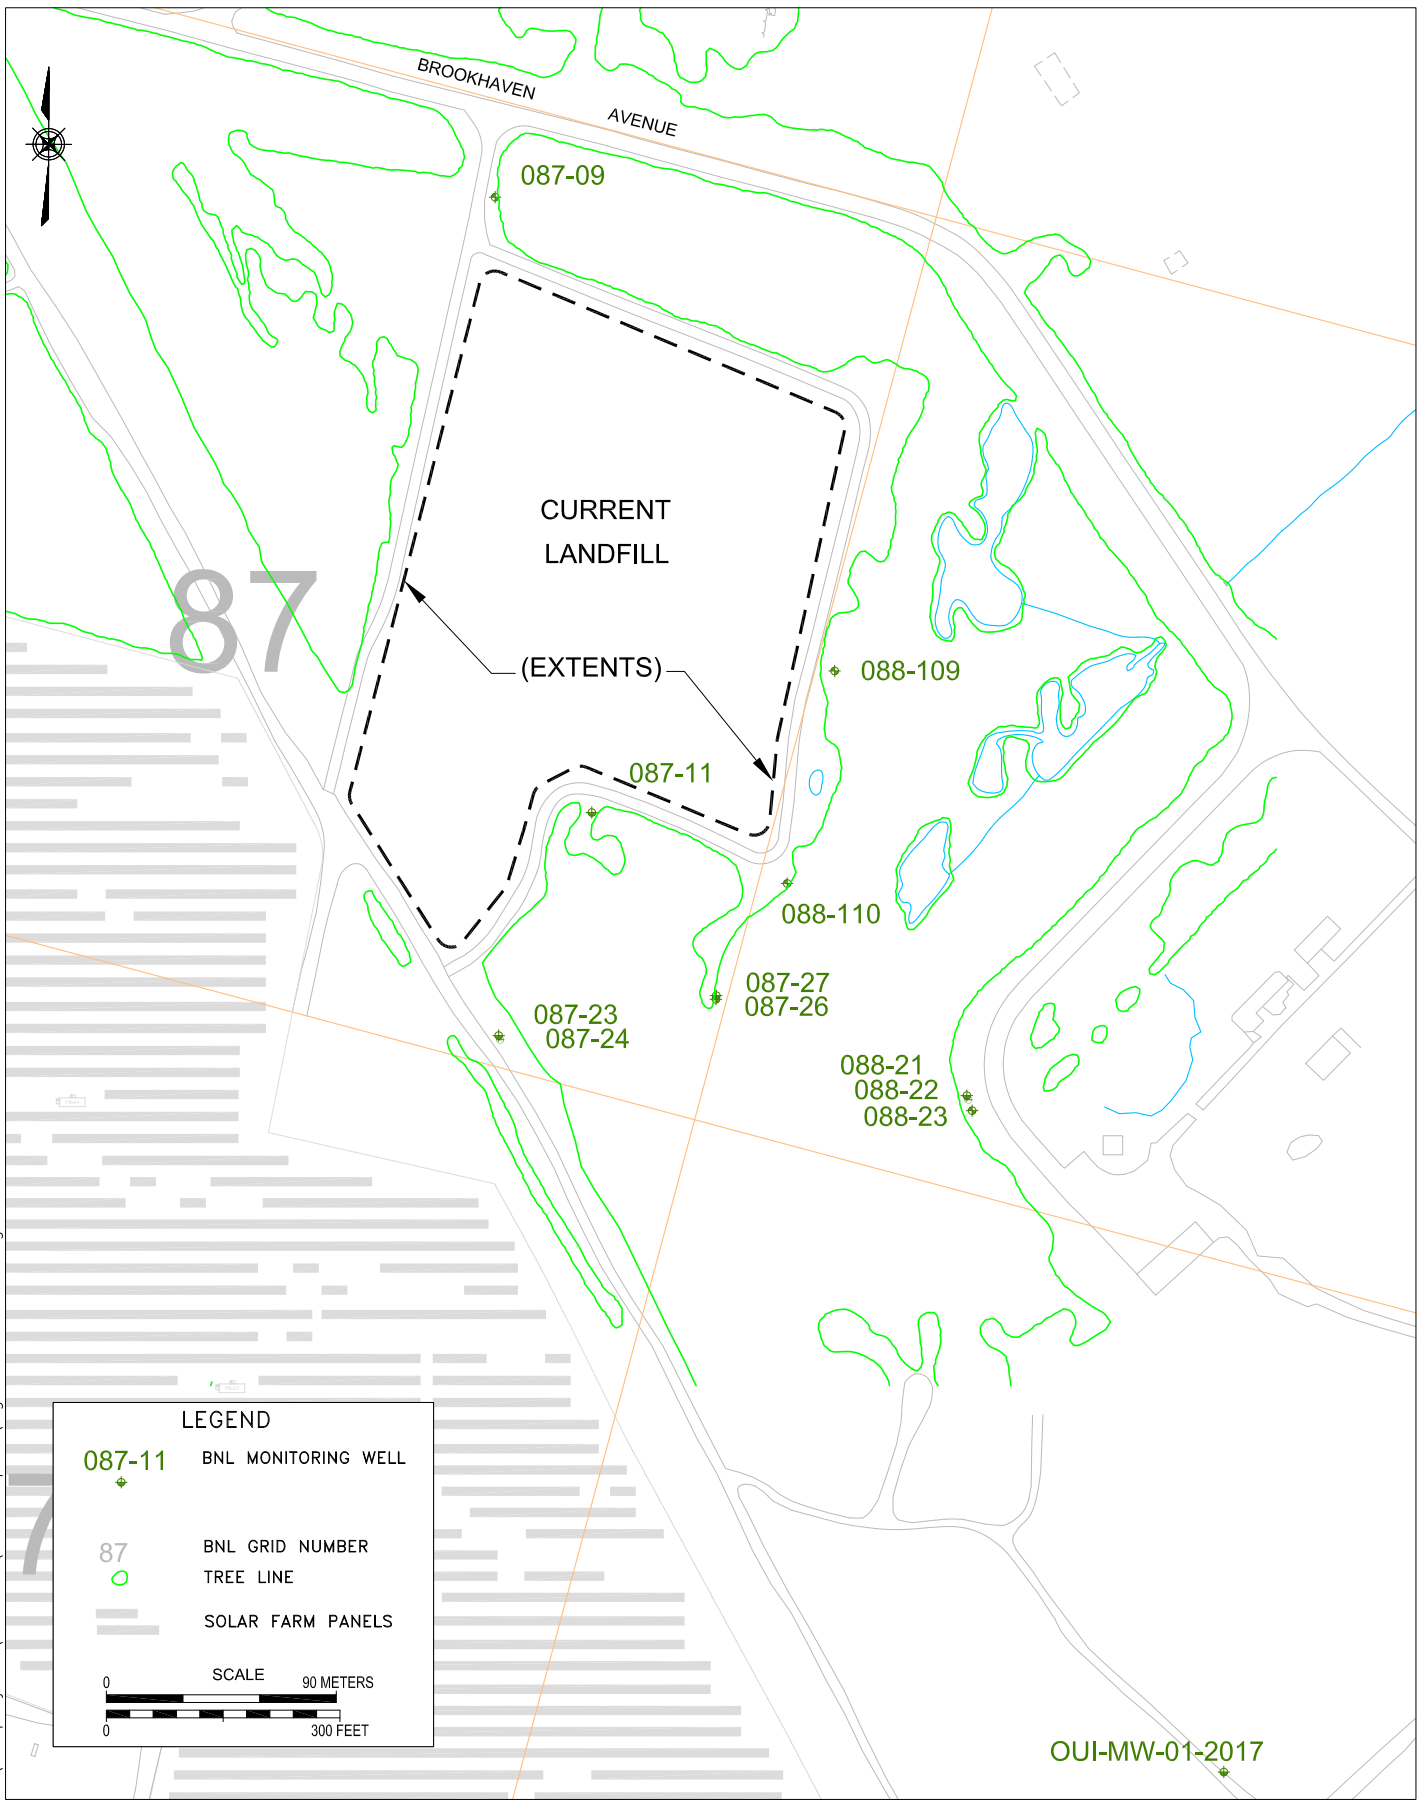 BROOKHAVEN
AVENUE
087-09
CURRENT
LANDFILL
87
(EXTENTS)
088-109
087-11
088-110
087-27
087-26
087-23
087-24
088-21
088-22
088-23
7
LEGEND
087-11 BNL MONITORING WELL
87 BNL GRID NUMBER
TREE LINE
SOLAR FARM PANELS
SCALE
0 90 METERS
0 300 FEET
OUI-MW-01-2017